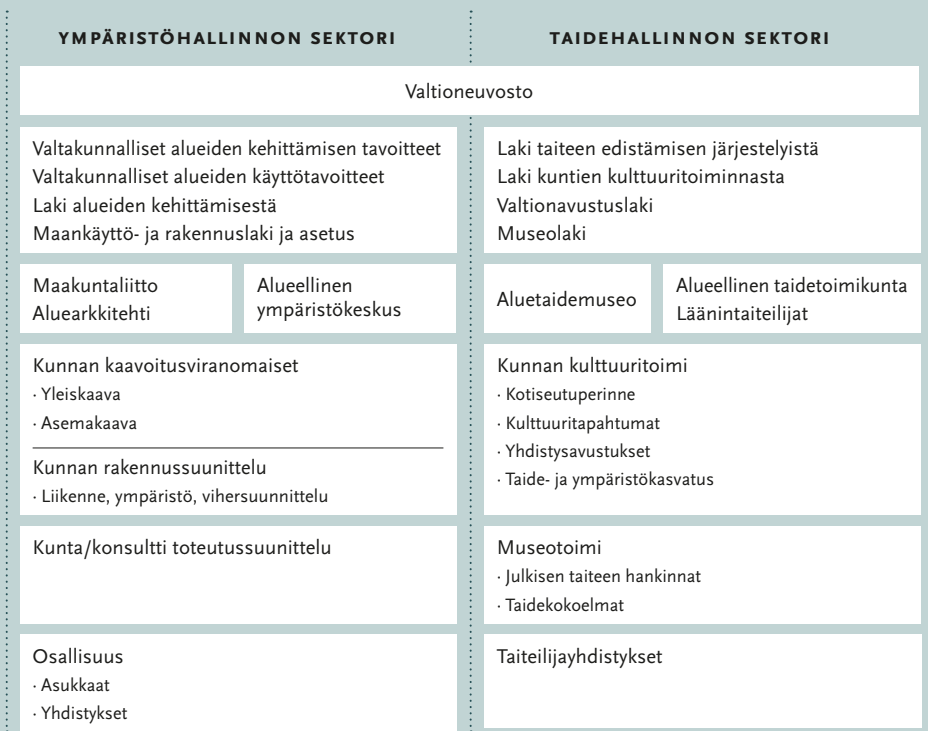 YMPÄRISTÖHALLINNON SEKTORI
TAIDEHALLINNON SEKTORI
Valtioneuvosto
Valtakunnalliset alueiden kehittämisen tavoitteet
Valtakunnalliset alueiden käyttötavoitteet
Laki alueiden kehittämisestä
Maankäyttö- ja rakennuslaki ja asetus
Laki taiteen edistämisen järjestelyistä
Laki kuntien kulttuuritoiminnasta
Valtionavustuslaki
Museolaki
Maakuntaliitto
Aluearkkitehti
Alueellinen
ympäristökeskus
Aluetaidemuseo
Alueellinen taidetoimikunta
Läänintaiteilijat
Kunnan kaavoitusviranomaiset
· Yleiskaava
· Asemakaava
Kunnan rakennussuunittelu
· Liikenne, ympäristö, vihersuunnittelu
Kunnan kulttuuritoimi
· Kotiseutuperinne
· Kulttuuritapahtumat
· Yhdistysavustukset
· Taide- ja ympäristökasvatus
Kunta/konsultti toteutussuunittelu
Museotoimi
· Julkisen taiteen hankinnat
· Taidekokoelmat
Osallisuus
· Asukkaat
· Yhdistykset
Taiteilijayhdistykset